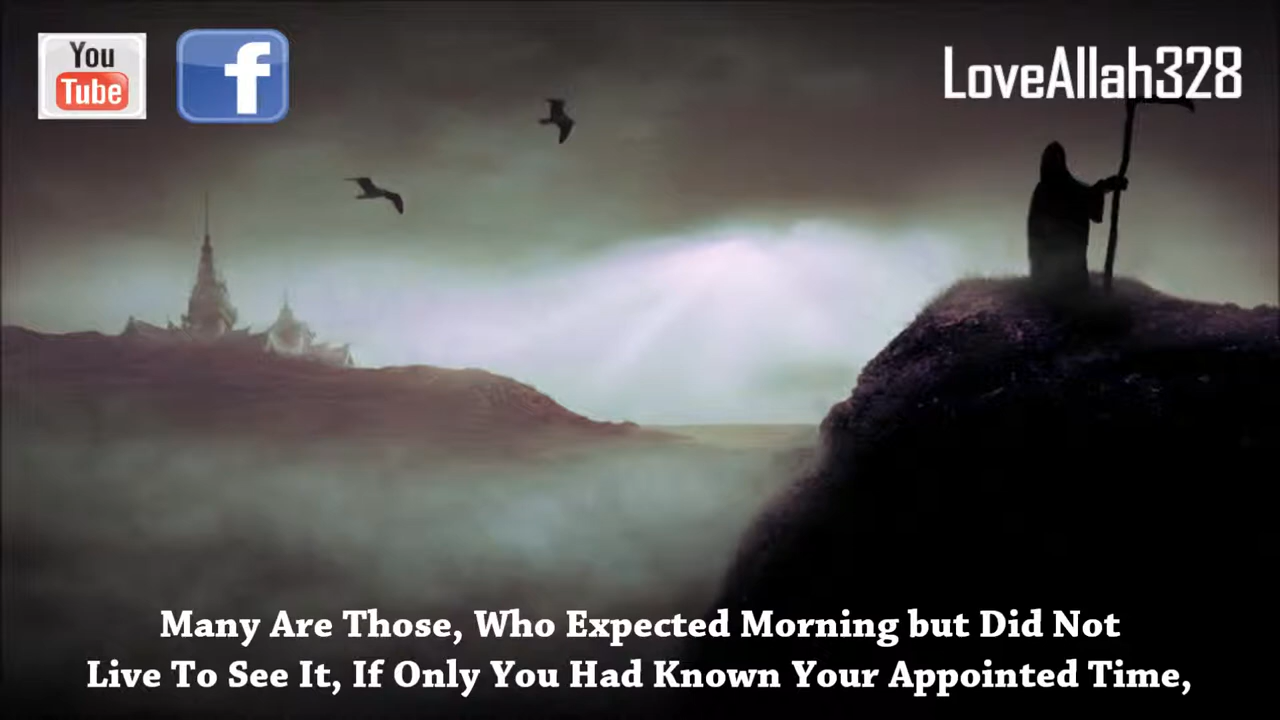 You
Tube
f
LoveAllah328
Many Are Those, Who Expected Morning but Did Not
Live To See It, If Only You Had Known Your Appointed Time,